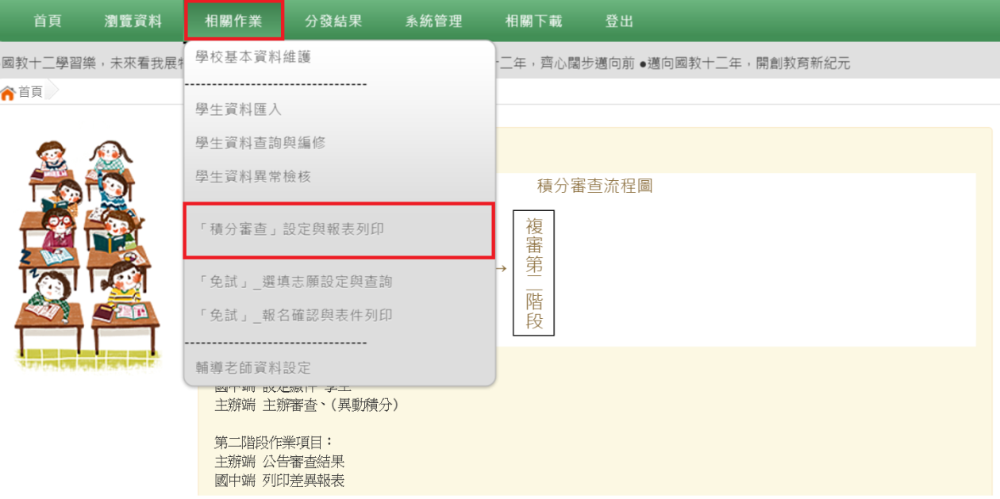 首頁 瀏覽資料 相關作業 分發結果 系統管理 相關下載 登出
國教十二學習樂，未來看我展 二年，齊心闊步邁向前 ●邁向國教十二年，開創教育新紀元
首頁
學校基本資料維護
--------------------------------
學生資料匯入
學生資料查詢與編修
學生資料異常檢核
「積分審查」設定與報表列印
「免試」_選填志願設定與查詢
「免試」_報名確認與表件列印
--------------------------------
輔導老師資料設定
積分審查流程圖
→
複審第二階段
國中端 設定繳件 學生
主辦端 主辦審查、(異動積分)
第二階段作業項目：
主辦端 公告審查結果
國中端 列印差異報表